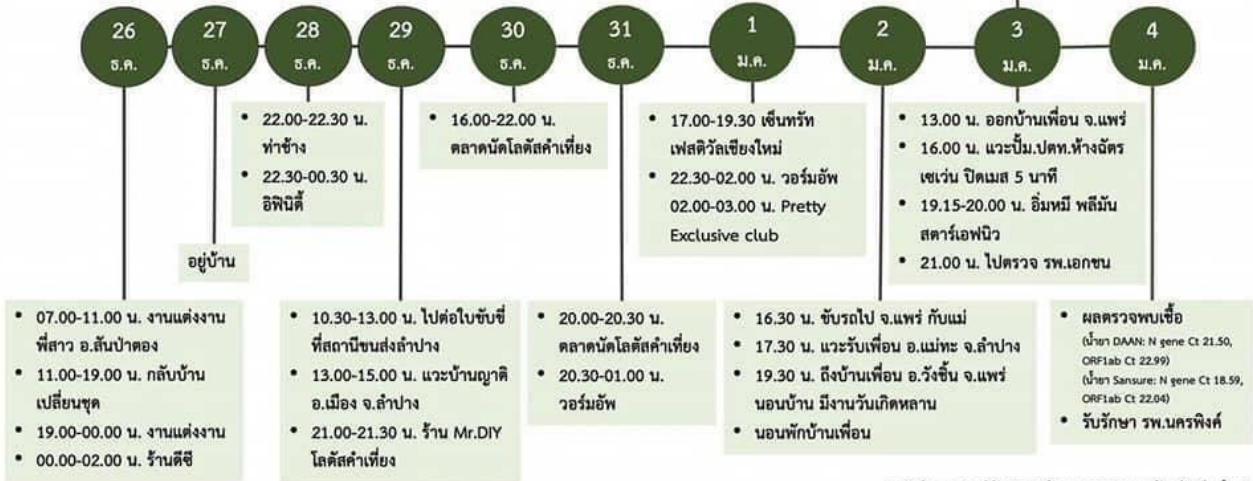 26
ธ.ค.
27
ธ.ค.
28
ธ.ค.
29
ธ.ค.
30
ธ.ค.
31
ธ.ค.
1
ม.ค.
2
ม.ค.
3
ม.ค.
4
ม.ค.
• 22.00-22.30 น.
ท่าช้าง
• 22.30-00.30 น.
อิฟินิตี้
• 16.00-22.00 น.
ตลาดนัดโลตัสคำเที่ยง
• 17.00-19.30 เซ็นทรัท
เฟสติวัลเชียงใหม่
• 22.30-02.00 น. วอร์มอัพ
02.00-03.00 น. Pretty
Exclusive club
• 13.00 น. ออกบ้านเพื่อน จ.แพร่
• 16.00 น. แวะปั้ม.ปตท.ห้างฉัตร
เซเว่น ปิดเมส 5 นาที
• 19.15-20.00 น. อิ่มหมี พลีมัน
สตาร์เอฟนิว
• 21.00 น. ไปตรวจ รพ.เอกชน
อยู่บ้าน
• 07.00-11.00 น. งานแต่งงาน
พี่สาว อ.สันป่าตอง
• 11.00-19.00 น. กลับบ้าน
เปลี่ยนชุด
• 19.00-00.00 น. งานแต่งงาน
• 00.00-02.00 น. ร้านดีซี
• 10.30-13.00 น. ไปต่อใบขับขี่
ที่สถานีขนส่งลำปาง
• 13.00-15.00 น. แวะบ้านญาติ
อ.เมือง จ.ลำปาง
• 21.00-21.30 น. ร้าน Mr.DIY
โลตัสคำเที่ยง
• 20.00-20.30 น.
ตลาดนัดโลตัสคำเที่ยง
• 20.30-01.00 น.
วอร์มอัพ
• 16.30 น. ขับรถไป จ.แพร่ กับแม่
• 17.30 น. แวะรับเพื่อน อ.แม่ทะ จ.ลำปาง
• 19.30 น. ถึงบ้านเพื่อน อ.วังชิ้น จ.แพร่
นอนบ้าน มีงานวันเกิดหลาน
• นอนพักบ้านเพื่อน
• ผลตรวจพบเชื้อ
(น้ำยา DAAN: N gene Ct 21.50,
ORF1ab Ct 22.99)
(น้ำยา Sansure: N gene Ct 18.59,
ORF1ab Ct 22.04)
• รับรักษา รพ.นครพิงค์